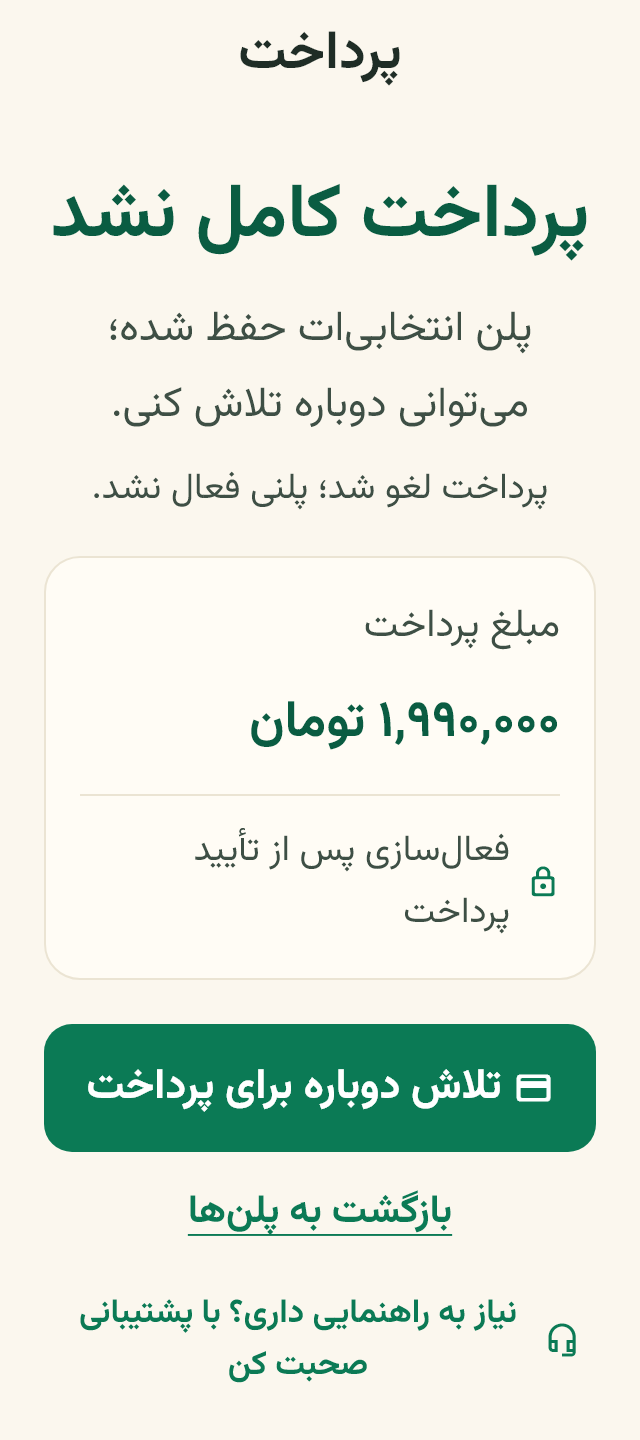 پرداخت
پرداخت کامل نشد
پلن انتخابی‌ات حفظ شده؛
می‌توانی دوباره تلاش کنی.
پرداخت لغو شد؛ پلنی فعال نشد.
مبلغ پرداخت
۱,۹۹۰,۰۰۰ تومان
فعال‌سازی پس از تأیید
پرداخت
تلاش دوباره برای پرداخت
بازگشت به پلن‌ها
نیاز به راهنمایی داری؟ با پشتیبانی
صحبت کن